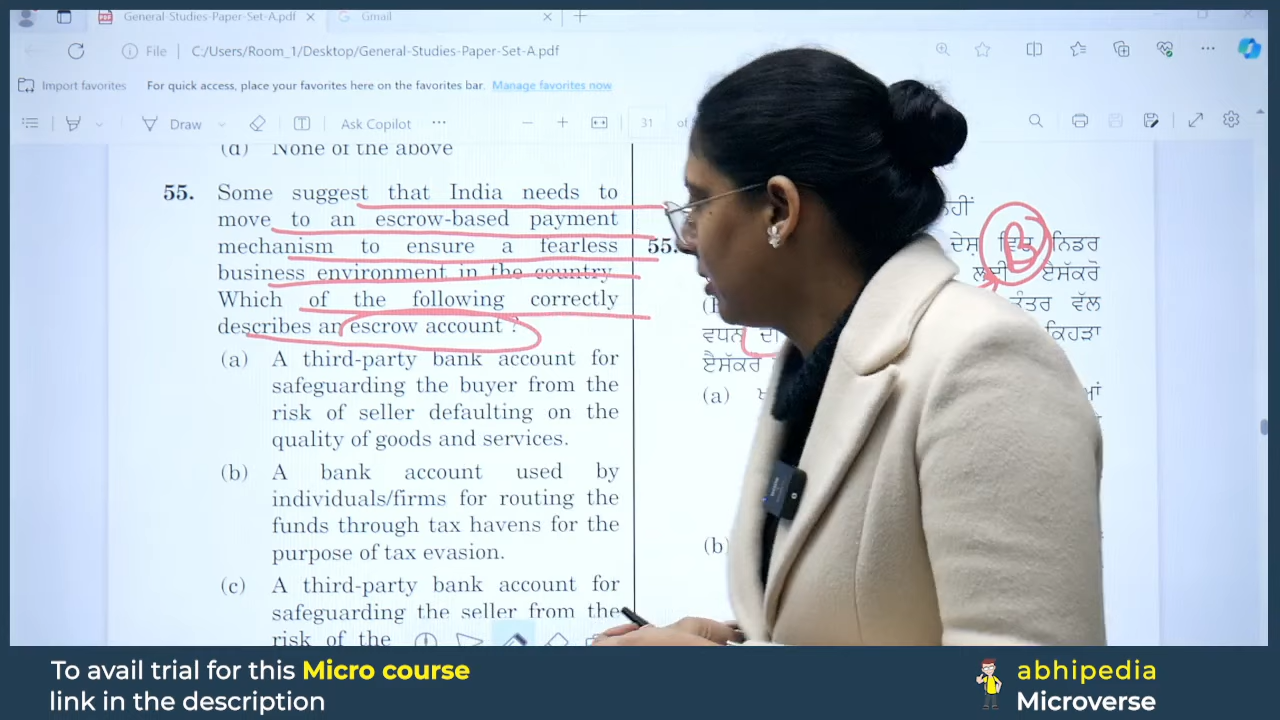 General-Studies-Paper-Set-A.pdf
Gmail
File
C:/Users/Room_1/Desktop/General-Studies-Paper-Set-A.pdf
Import favorites
For quick access, place your favorites here on the favorites bar.
Manage favorites now
Draw
Ask Copilot
31
of
(d) None of the above
55. Some suggest that India needs to
move to an escrow-based payment
mechanism to ensure a fearless
business environment in the country.
Which of the following correctly
describes an escrow account ?
(a) A third-party bank account for
safeguarding the buyer from the
risk of seller defaulting on the
quality of goods and services.
(b) A bank account used by
individuals/firms for routing the
funds through tax havens for the
purpose of tax evasion.
(c) A third-party bank account for
safeguarding the seller from the
risk of the
55.
ਦੇਸ਼ ਵਿੱਚ ਨਿਡਰ
B
ਲਈ ਏਸੱਕਰੋ
ਤੰਤਰ ਵੱਲ
ਵਧਨ ਦੀ
ਕਿਹੜਾ
ਏਸੱਕਰੋ
(a)
(b)
To avail trial for this Micro course
link in the description
abhipedia
Microverse